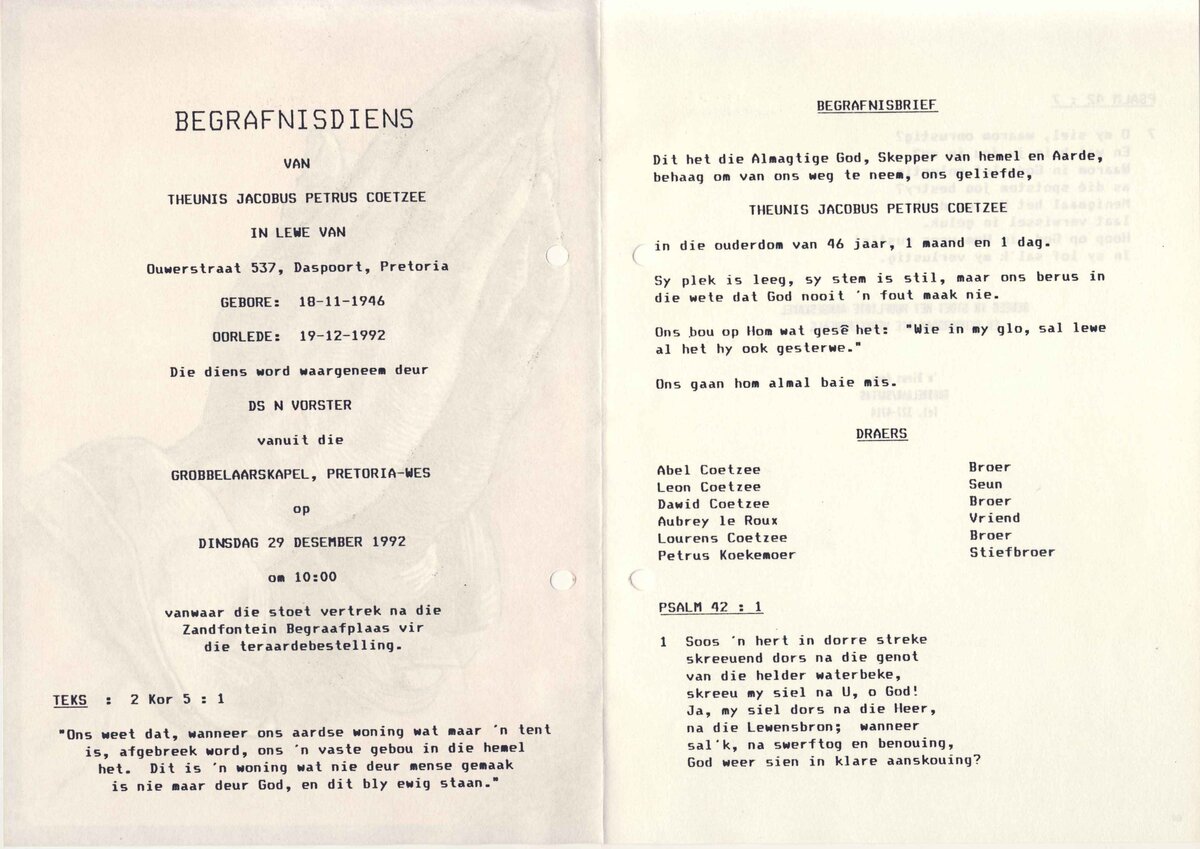 BEGRAFNISDIENS
VAN
THEUNIS JACOBUS PETRUS COETZEE
IN LEWE VAN
Ouwerstraat 537, Daspoort, Pretoria
GEBORE: 18-11-1946
OORLEDE: 19-12-1992
Die diens word waargeneem deur
DS N VORSTER
vanuit die
GROBBELAARSKAPEL, PRETORIA-WES
op
DINSDAG 29 DESEMBER 1992
om 10:00
vanwaar die stoet vertrek na die
Zandfontein Begraafplaas vir
die teraardebestelling.
TEKS : 2 Kor 5 : 1
"Ons weet dat, wanneer ons aardse woning wat maar 'n tent
is, afgebreek word, ons 'n vaste gebou in die hemel
het. Dit is 'n woning wat nie deur mense gemaak
is nie maar deur God, en dit bly ewig staan."
BEGRAFNISBRIEF
Dit het die Almagtige God, Skepper van hemel en Aarde,
behaag om van ons weg te neem, ons geliefde,
THEUNIS JACOBUS PETRUS COETZEE
in die ouderdom van 46 jaar, 1 maand en 1 dag.
Sy plek is leeg, sy stem is stil, maar ons berus in
die wete dat God nooit 'n fout maak nie.
Ons bou op Hom wat gesê het: "Wie in my glo, sal lewe
al het hy ook gesterwe."
Ons gaan hom almal baie mis.
DRAERS
Abel Coetzee Broer
Leon Coetzee Seun
Dawid Coetzee Broer
Aubrey le Roux Vriend
Lourens Coetzee Broer
Petrus Koekemoer Stiefbroer
PSALM 42 : 1
1 Soos 'n hert in dorre streke
skreeuend dors na die genot
van die helder waterbeke,
skreeu my siel na U, o God!
Ja, my siel dors na die Heer,
na die Lewensbron; wanneer
sal'k, na swerftog en benouing,
God weer sien in klare aanskouing?